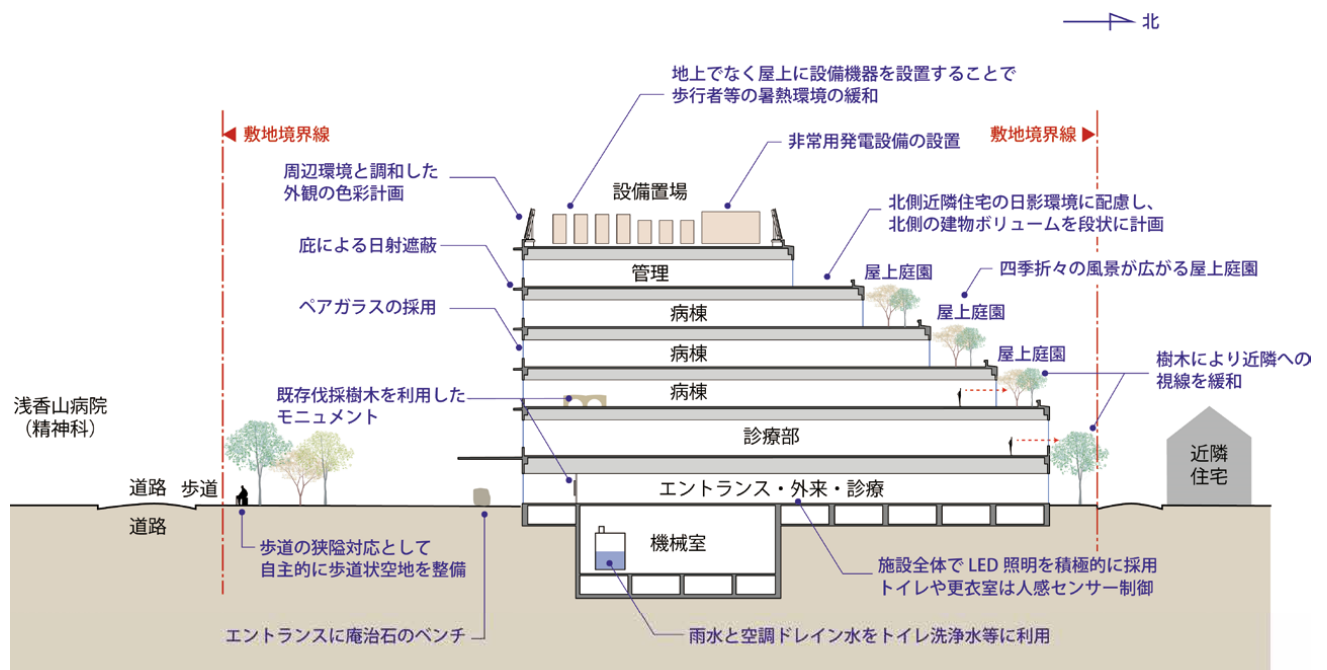 北
地上でなく屋上に設備機器を設置することで
歩行者等の暑熱環境の緩和
敷地境界線
敷地境界線
非常用発電設備の設置
周辺環境と調和した
外観の色彩計画
設備置場
北側近隣住宅の日影環境に配慮し、
北側の建物ボリュームを段状に計画
庇による日射遮蔽
管理
屋上庭園
四季折々の風景が広がる屋上庭園
ペアガラスの採用
病棟
屋上庭園
病棟
屋上庭園
樹木により近隣への
視線を緩和
既存伐採樹木を利用した
モニュメント
病棟
浅香山病院
（精神科）
診療部
近隣
住宅
道路
歩道
エントランス・外来・診療
道路
歩道の狭隘対応として
自主的に歩道状空地を整備
機械室
施設全体で LED 照明を積極的に採用
トイレや更衣室は人感センサー制御
エントランスに庵治石のベンチ
雨水と空調ドレイン水をトイレ洗浄水等に利用